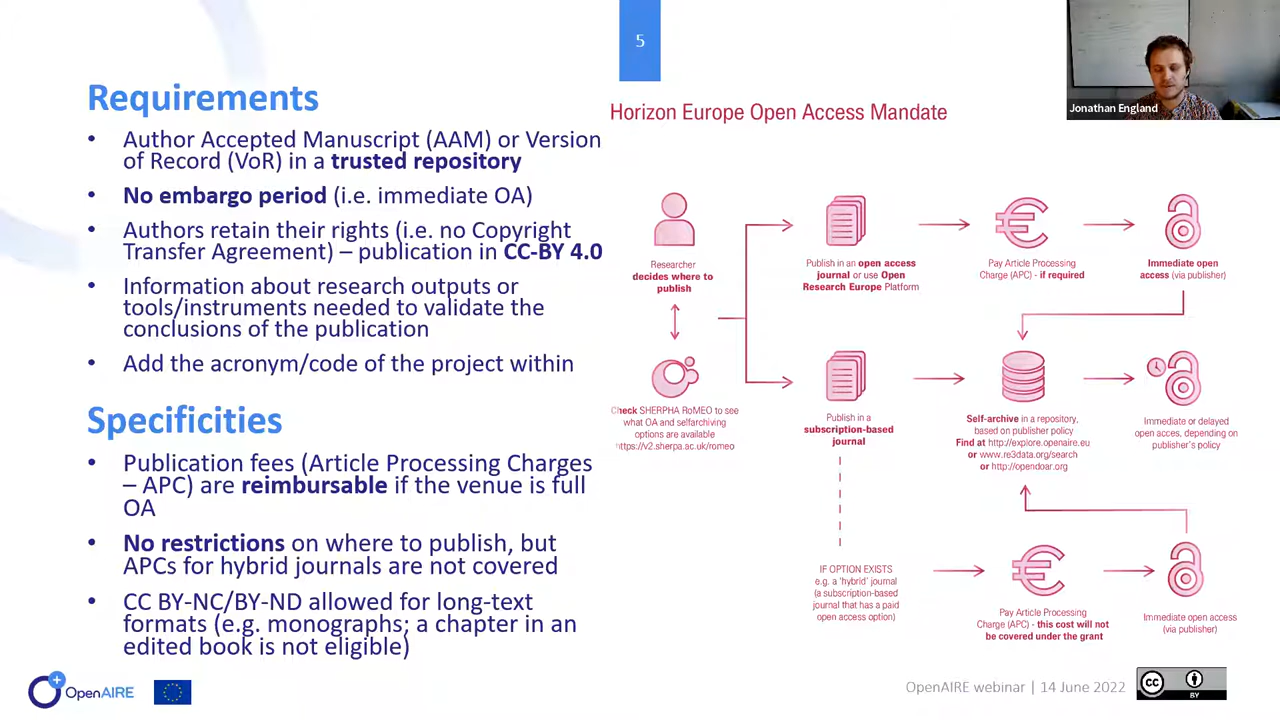 5
Jonathan England
Requirements
• Author Accepted Manuscript (AAM) or Version
of Record (VoR) in a trusted repository
• No embargo period (i.e. immediate OA)
• Authors retain their rights (i.e. no Copyright
Transfer Agreement) – publication in CC-BY 4.0
• Information about research outputs or
tools/instruments needed to validate the
conclusions of the publication
• Add the acronym/code of the project within
Specificities
• Publication fees (Article Processing Charges
– APC) are reimbursable if the venue is full
OA
• No restrictions on where to publish, but
APCs for hybrid journals are not covered
• CC BY-NC/BY-ND allowed for long-text
formats (e.g. monographs; a chapter in an
edited book is not eligible)
Horizon Europe Open Access Mandate
Researcher
decides where to
publish
Check SHERPHA RoMEO to see
what OA and selfarchiving
options are available
https://v2.sherpa.ac.uk/romeo
Publish in an open access
journal or use Open
Research Europe Platform
Pay Article Processing
Charge (APC) - if required
Immediate open
access (via publisher)
Publish in a
subscription-based
journal
Self-archive in a repository,
based on publisher policy
Find at http://explore.openaire.eu
or www.re3data.org/search
or http://opendoar.org
Immediate or delayed
open acces, depending on
publisher's policy
IF OPTION EXISTS
e.g. a 'hybrid' journal
(a subscription-based
journal that has a paid
open access option)
Pay Article Processing
Charge (APC) - this cost will not
be covered under the grant
Immediate open access
(via publisher)
OpenAIRE
OpenAIRE webinar | 14 June 2022
cc
BY